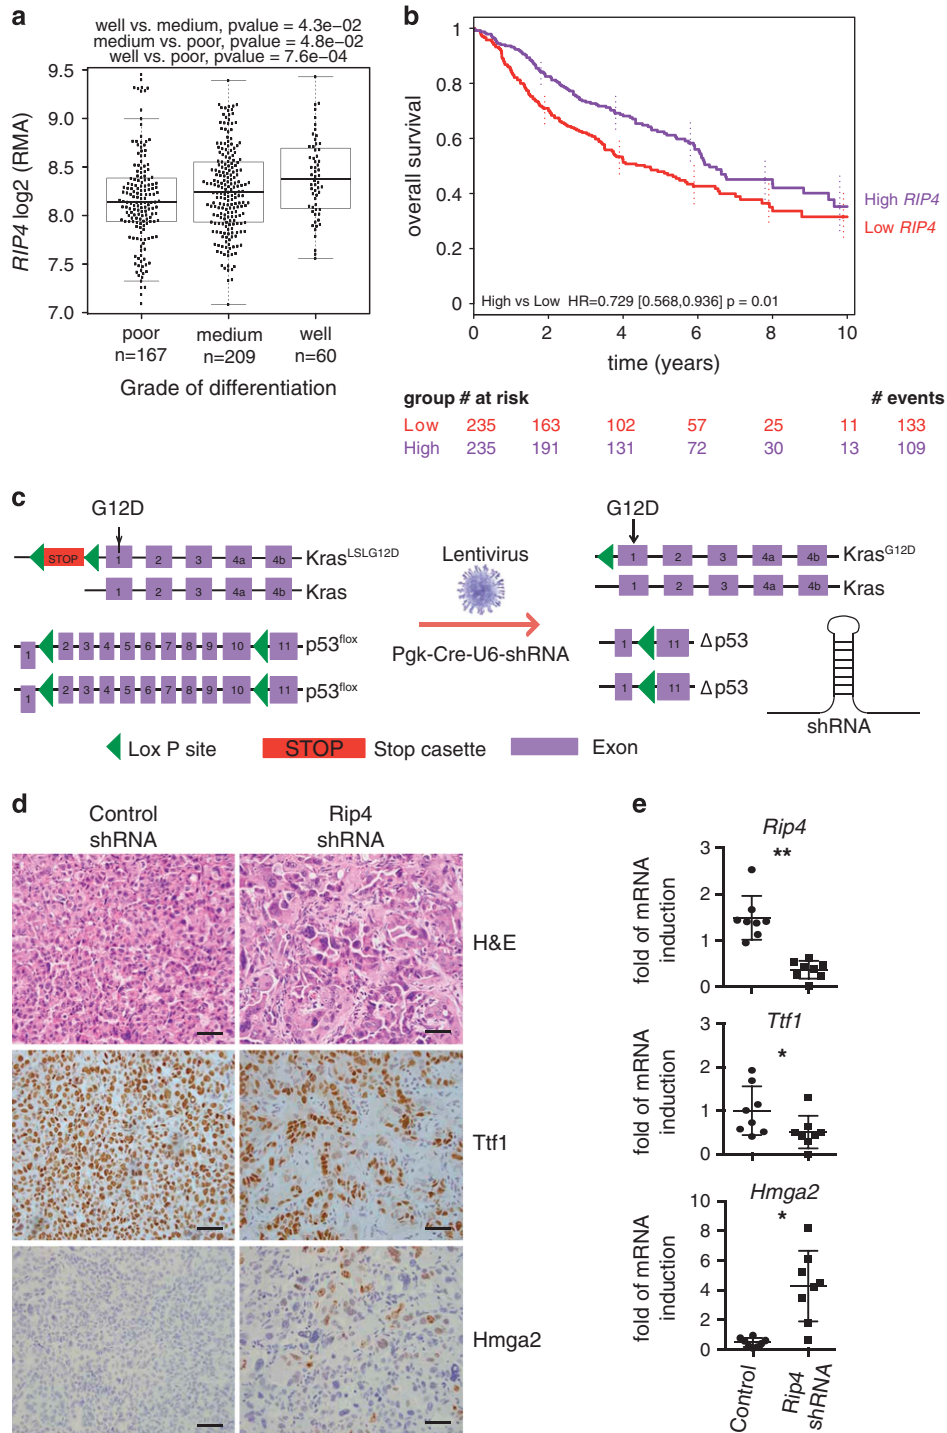 a
well vs. medium, pvalue = 4.3e−02
medium vs. poor, pvalue = 4.8e−02
well vs. poor, pvalue = 7.6e−04
RIP4 log2 (RMA)
9.5
9.0
8.5
8.0
7.5
7.0
poor
n=167
medium
n=209
well
n=60
Grade of differentiation
b
overall survival
1
0.8
0.6
0.4
0.2
0
High RIP4
Low RIP4
High vs Low HR=0.729 [0.568,0.936] p = 0.01
0 2 4 6 8 10
time (years)
group # at risk # events
Low 235 163 102 57 25 11 133
High 235 191 131 72 30 13 109
c
G12D
STOP 1 2 3 4a 4b KrasLSLG12D
1 2 3 4a 4b Kras
1 2 3 4 5 6 7 8 9 10 11 p53flox
1 2 3 4 5 6 7 8 9 10 11 p53flox
Lentivirus
Pgk-Cre-U6-shRNA
G12D
1 2 3 4a 4b KrasG12D
1 2 3 4a 4b Kras
1 11 Δp53
1 11 Δp53
shRNA
Lox P site
STOP Stop casette
Exon
d
Control
shRNA
Rip4
shRNA
H&E
Ttf1
Hmga2
e
Rip4
**
fold of mRNA
induction
3
2
1
0
Ttf1
*
fold of mRNA
induction
3
2
1
0
Hmga2
*
fold of mRNA
induction
10
8
6
4
2
0
Control
Rip4
shRNA